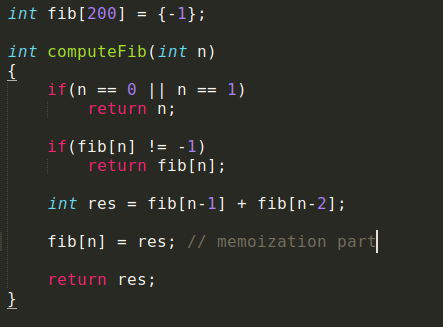 int fib[200] = {-1};
int computeFib(int n)
{
if(n == 0 || n == 1)
return n;
if(fib[n] != -1)
return fib[n];
int res = fib[n-1] + fib[n-2];
fib[n] = res; // memoization part
return res;
}